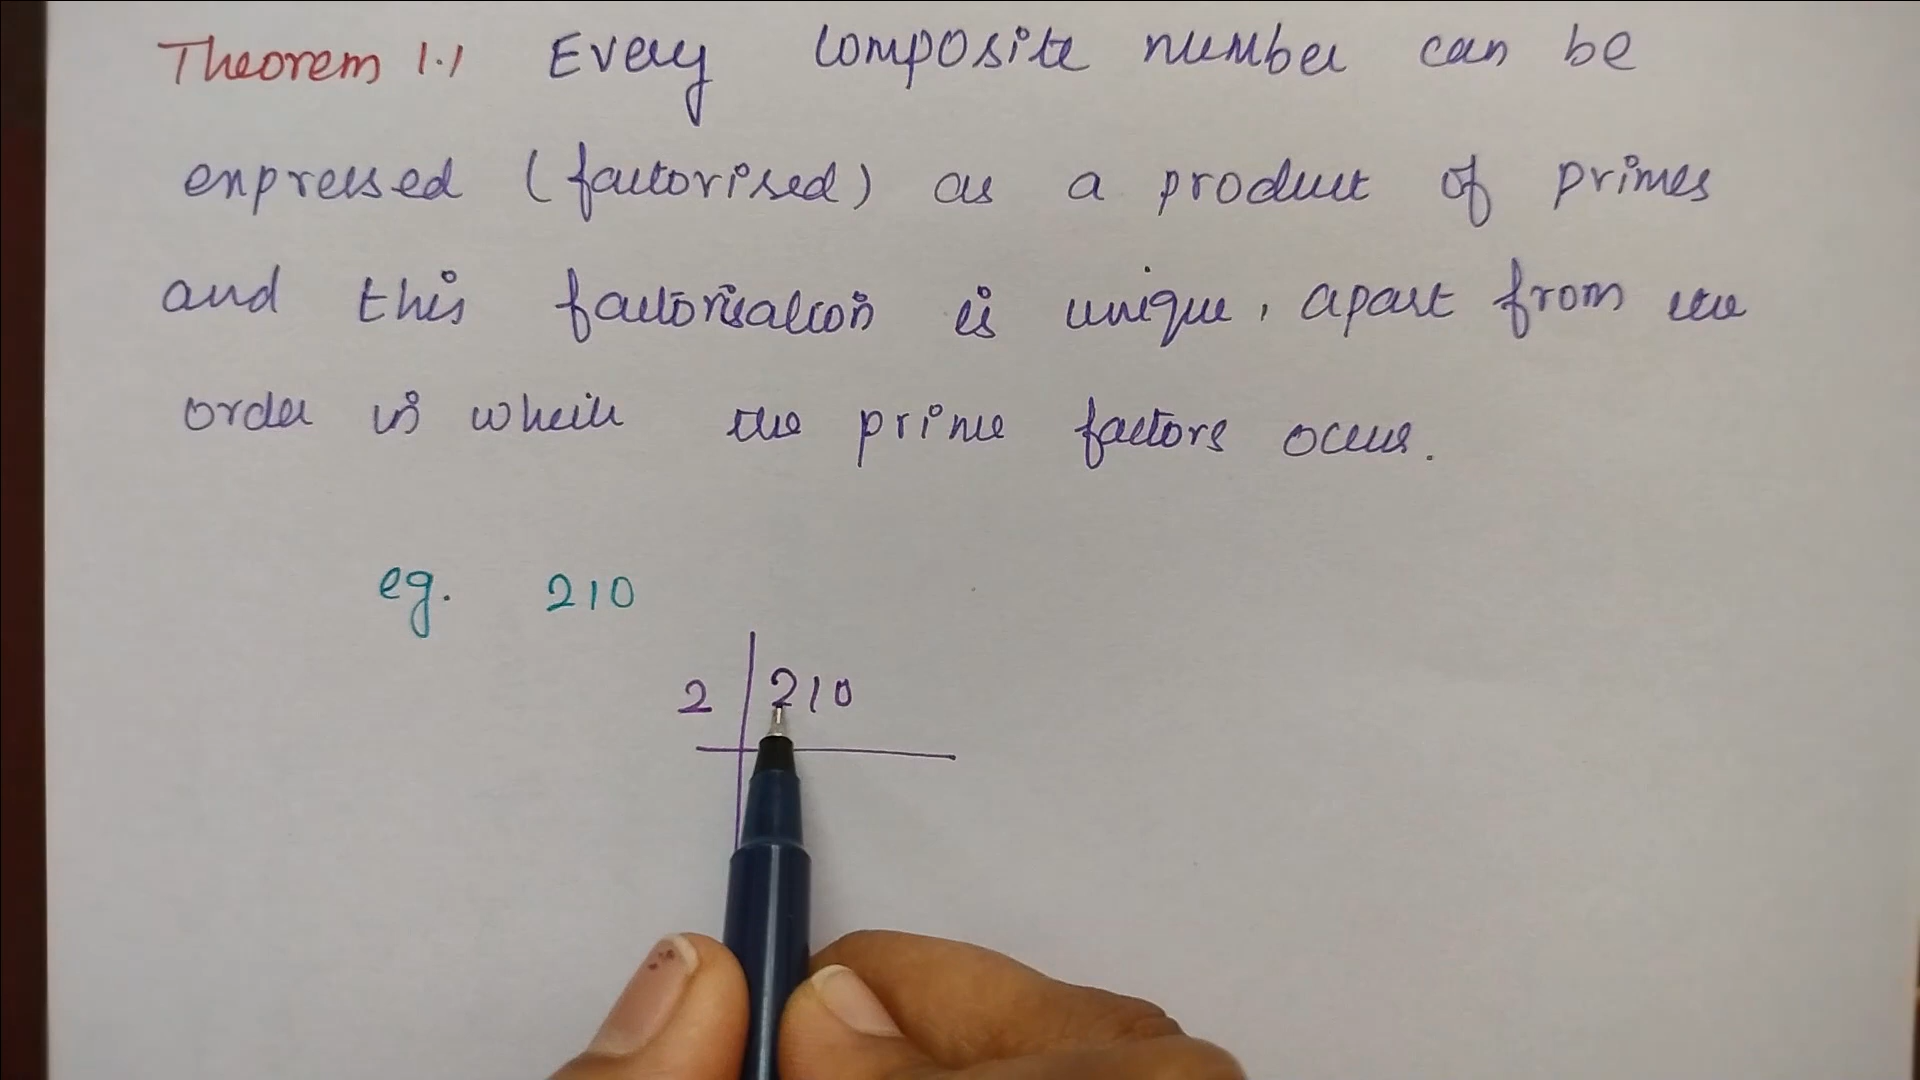 Theorem 1.1 Every composite number can be
expressed (factorised) as a product of primes
and this factorisation is unique, apart from the
order in which the prime factors occur.
eg. 210
2 210